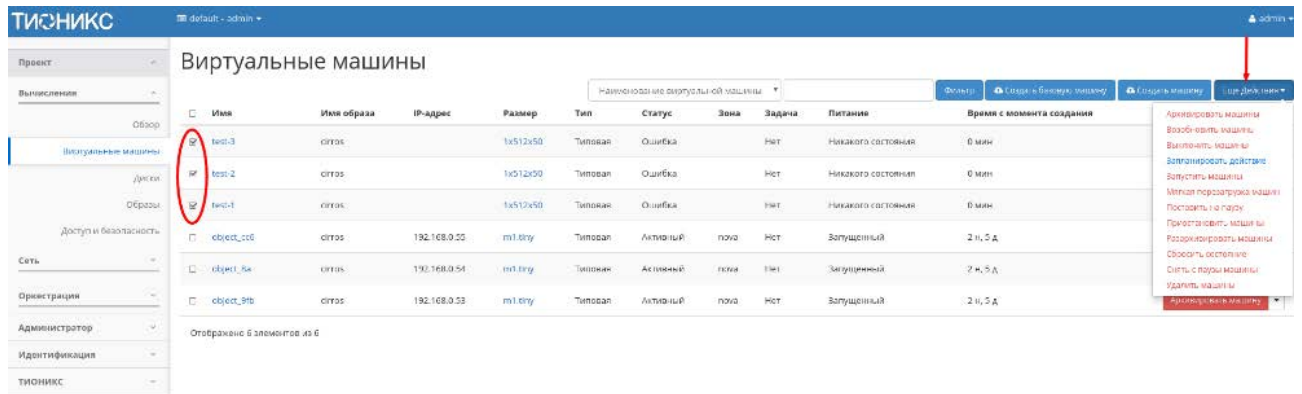 ТИОНИКС
default - admin
admin
Проект
Виртуальные машины
Вычисления
Наименование виртуальной машины
Фильтр
Создать базовую машину
Создать машину
Еще Действия
Имя Имя образа IP-адрес Размер Тип Статус Зона Задача Питание Время с момента создания
Обзор
test-3 cirros 1x512x50 Типовая Ошибка Нет Никакого состояния 0 мин
Виртуальные машины
test-2 cirros 1x512x50 Типовая Ошибка Нет Никакого состояния 0 мин
Диски
Образы
test-1 cirros 1x512x50 Типовая Ошибка Нет Никакого состояния 0 мин
Доступ и безопасность
object_cc6 cirros 192.168.0.55 m1.tiny Типовая Активный nova Нет Запущенный 2 н, 5 д
Сеть
object_8a cirros 192.168.0.54 m1.tiny Типовая Активный nova Нет Запущенный 2 н, 5 д
Оркестрация
object_9fb cirros 192.168.0.53 m1.tiny Типовая Активный nova Нет Запущенный 2 н, 5 д
Архивировать машины
Возобновить машины
Выключить машины
Запланировать действие
Запустить машины
Мягкая перезагрузка машин
Поставить на паузу
Приостановить машины
Разархивировать машины
Сбросить состояние
Снять с паузы машины
Удалить машины
Архивировать машину
Администратор
Отображено 6 элементов из 6
Идентификация
ТИОНИКС